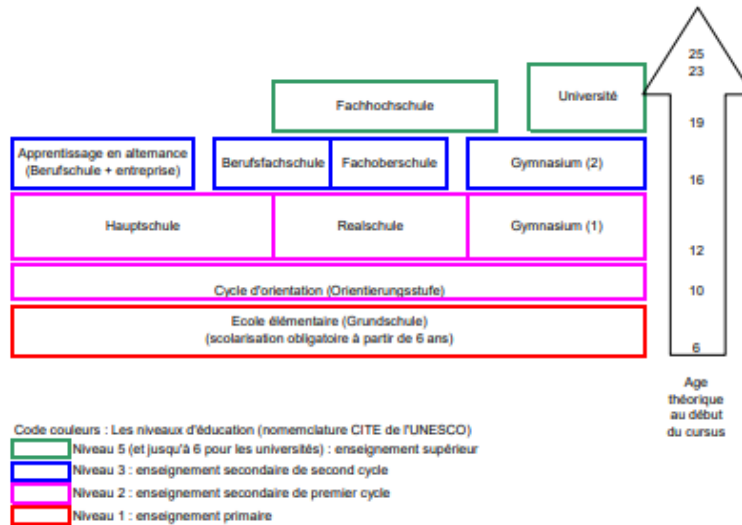 25
23
Université
Fachhochschule
19
Apprentissage en alternance
(Berufschule + entreprise)
Berufsfachschule
Fachoberschule
Gymnasium (2)
16
Hauptschule
Realschule
Gymnasium (1)
12
Cycle d'orientation (Orientierungsstufe)
10
Ecole élémentaire (Grundschule)
(scolarisation obligatoire à partir de 6 ans)
6
Age
théorique
au début
du cursus
Code couleurs : Les niveaux d'éducation (nomemclature CITE de l'UNESCO)
Niveau 5 (et jusqu'à 6 pour les universités) : enseignement supérieur
Niveau 3 : enseignement secondaire de second cycle
Niveau 2 : enseignement secondaire de premier cycle
Niveau 1 : enseignement primaire